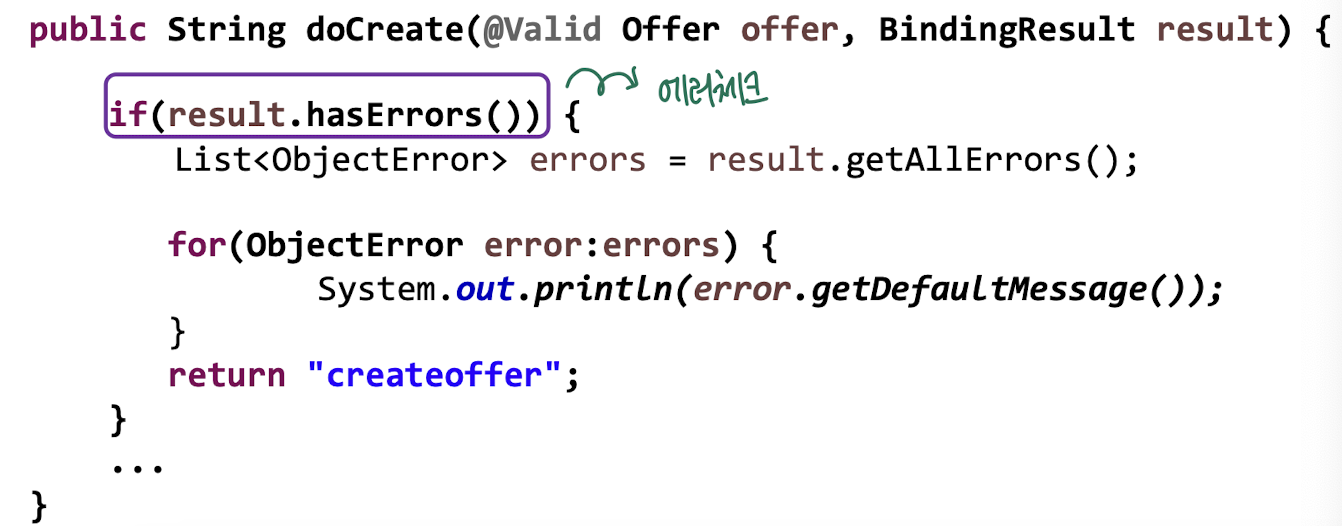 public String doCreate(@Valid Offer offer, BindingResult result) {
if(result.hasErrors()) { 에러체크
List<ObjectError> errors = result.getAllErrors();
for(ObjectError error:errors) {
System.out.println(error.getDefaultMessage());
}
return "createoffer";
}
...
}